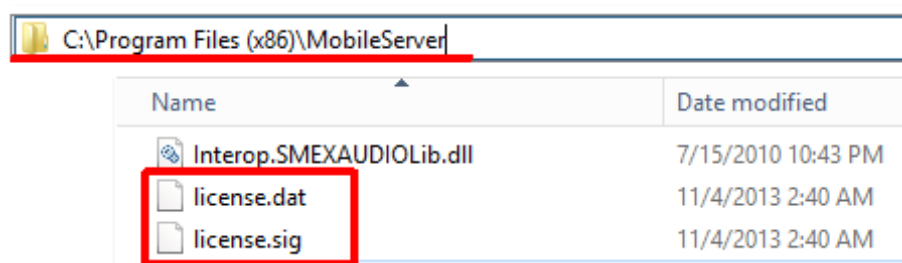 C:\Program Files (x86)\MobileServer
Name Date modified
Interop.SMEXAUDIOLib.dll 7/15/2010 10:43 PM
license.dat 11/4/2013 2:40 AM
license.sig 11/4/2013 2:40 AM